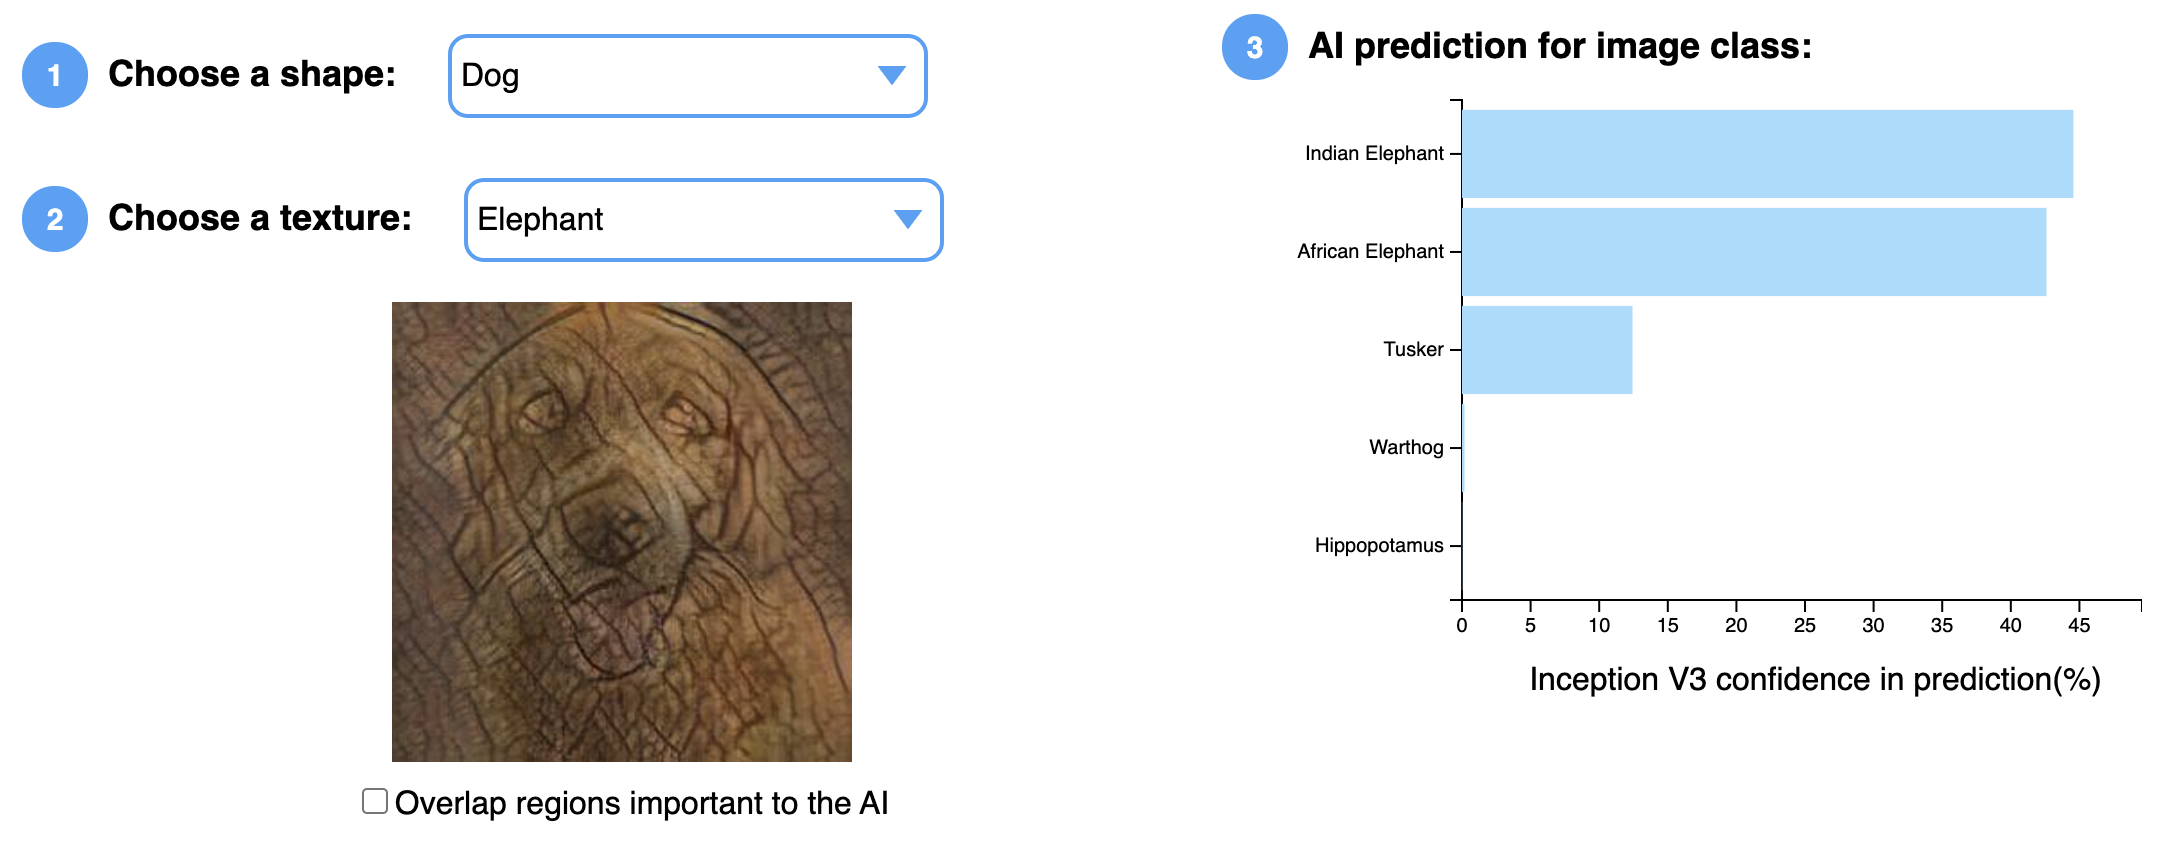 1 Choose a shape: Dog
2 Choose a texture: Elephant
Overlap regions important to the AI
3 AI prediction for image class:
Indian Elephant
African Elephant
Tusker
Warthog
Hippopotamus
0 5 10 15 20 25 30 35 40 45
Inception V3 confidence in prediction(%)